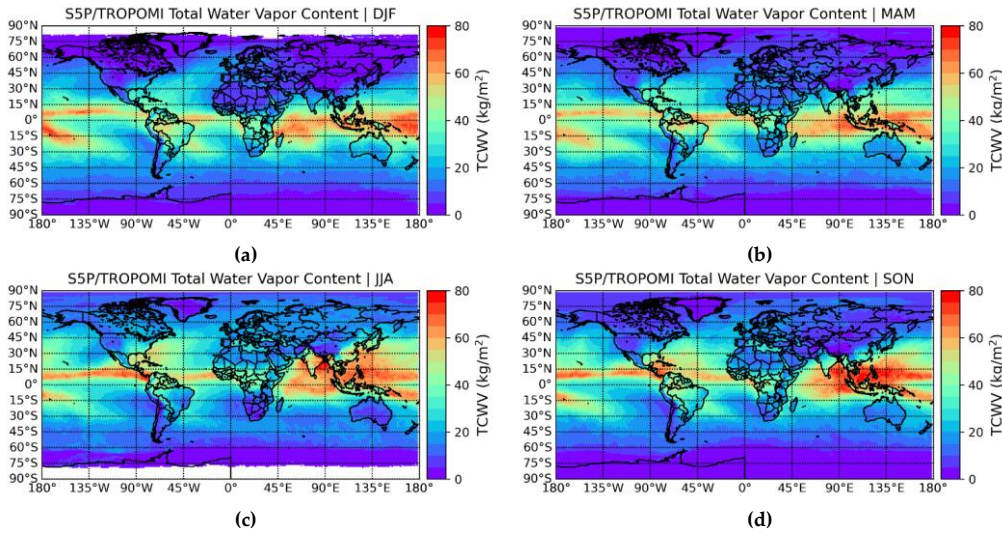 S5P/TROPOMI Total Water Vapor Content | DJF
90°N
75°N
60°N
45°N
30°N
15°N
0°
15°S
30°S
45°S
60°S
75°S
90°S
180° 135°W 90°W 45°W 0° 45°E 90°E 135°E 180°
80
60
40
20
0
TCWV (kg/m²)
(a)
S5P/TROPOMI Total Water Vapor Content | MAM
90°N
75°N
60°N
45°N
30°N
15°N
0°
15°S
30°S
45°S
60°S
75°S
90°S
180° 135°W 90°W 45°W 0° 45°E 90°E 135°E 180°
80
60
40
20
0
TCWV (kg/m²)
(b)
S5P/TROPOMI Total Water Vapor Content | JJA
90°N
75°N
60°N
45°N
30°N
15°N
0°
15°S
30°S
45°S
60°S
75°S
90°S
180° 135°W 90°W 45°W 0° 45°E 90°E 135°E 180°
80
60
40
20
0
TCWV (kg/m²)
(c)
S5P/TROPOMI Total Water Vapor Content | SON
90°N
75°N
60°N
45°N
30°N
15°N
0°
15°S
30°S
45°S
60°S
75°S
90°S
180° 135°W 90°W 45°W 0° 45°E 90°E 135°E 180°
80
60
40
20
0
TCWV (kg/m²)
(d)